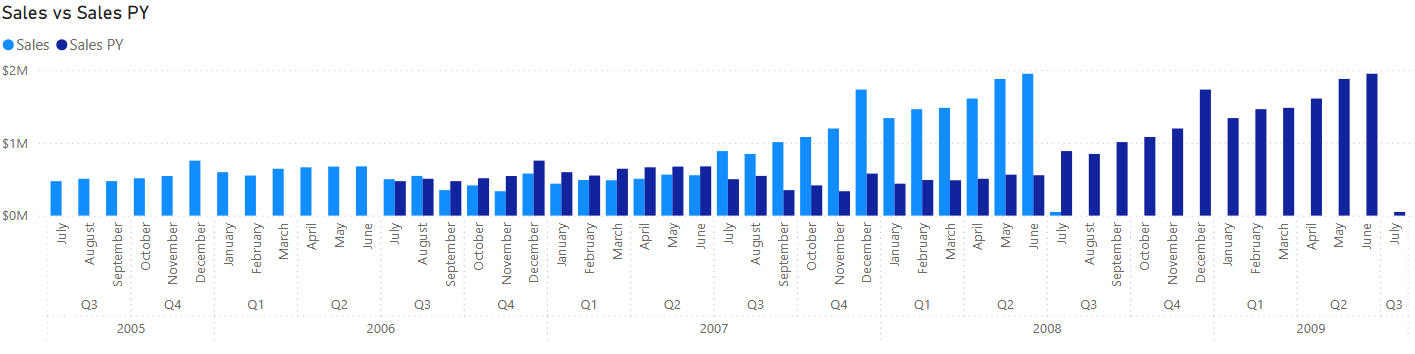 Sales vs Sales PY
Sales Sales PY
$2M
$1M
$0M
July August September October November December January February March April May June July August September October November December January February March April May June July August September October November December January February March April May June July August September October November December January February March April May June July
Q3 Q4 Q1 Q2 Q3 Q4 Q1 Q2 Q3 Q4 Q1 Q2 Q3 Q4 Q1 Q2 Q3
2005 2006 2007 2008 2009